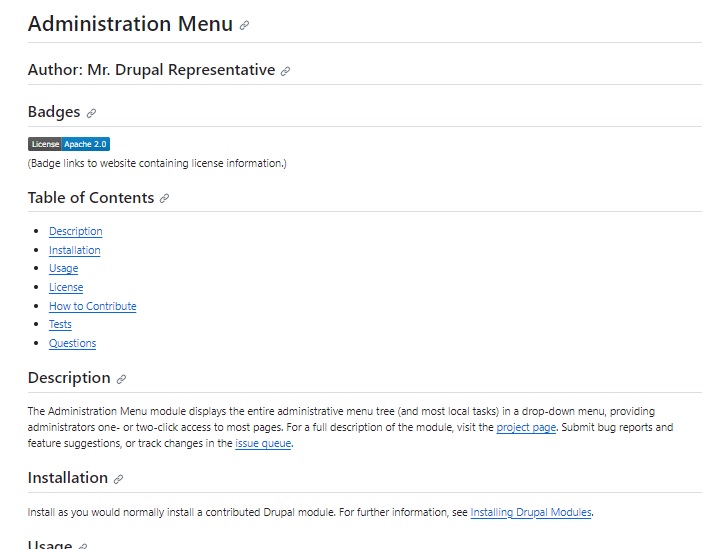 Administration Menu
Author: Mr. Drupal Representative
Badges
License Apache 2.0
(Badge links to website containing license information.)
Table of Contents
Description
Installation
Usage
License
How to Contribute
Tests
Questions
Description
The Administration Menu module displays the entire administrative menu tree (and most local tasks) in a drop-down menu, providing
administrators one- or two-click access to most pages. For a full description of the module, visit the project page. Submit bug reports and
feature suggestions, or track changes in the issue queue.
Installation
Install as you would normally install a contributed Drupal module. For further information, see Installing Drupal Modules.
Usage